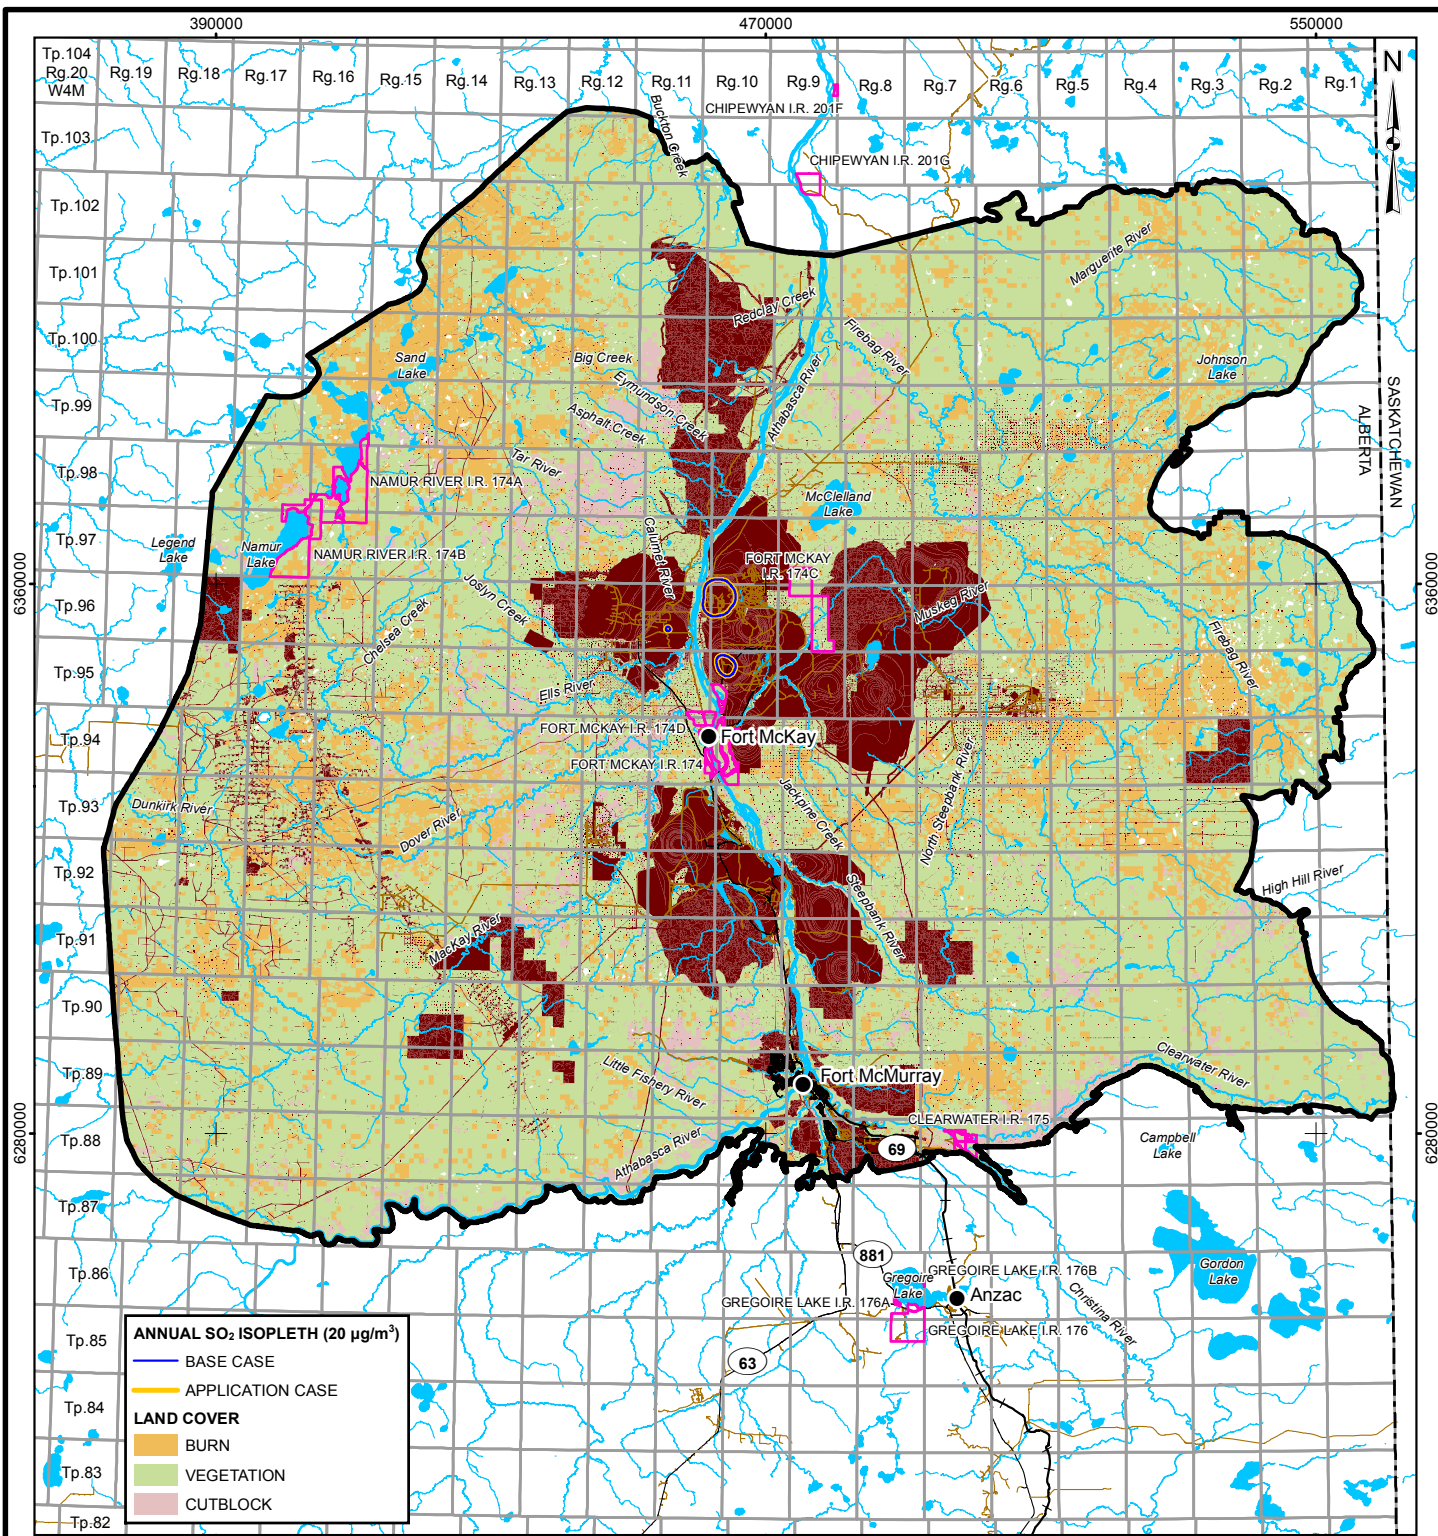 390000
470000
550000
Tp.104
Rg.20
W4M
Rg.19
Rg.18
Rg.17
Rg.16
Rg.15
Rg.14
Rg.13
Rg.12
Rg.11
Rg.10
Rg.9
Rg.8
Rg.7
Rg.6
Rg.5
Rg.4
Rg.3
Rg.2
Rg.1
N
CHIPEWYAN I.R. 201F
Buckton Creek
Tp.103
CHIPEWYAN I.R. 201G
Tp.102
Marguerite River
Tp.101
Redclay Creek
Tp.100
Firebag River
Sand
Lake
Big Creek
Johnson
Lake
Eymundson Creek
Athabasca River
Tp.99
Asphalt Creek
SASKATCHEWAN
ALBERTA
Tar River
Tp.98
NAMUR RIVER I.R. 174A
McClelland
Lake
Calumet River
Tp.97
Legend
Lake
Namur
Lake
NAMUR RIVER I.R. 174B
FORT MCKAY
I.R. 174C
6360000
6360000
Joslyn Creek
Muskeg River
Tp.96
Chelsea Creek
Firebag River
Tp.95
Ells River
FORT MCKAY I.R. 174D
Fort McKay
Tp.94
FORT MCKAY I.R.174
North Steepbank River
Jackpine Creek
Tp.93
Dunkirk River
Dover River
Tp.92
High Hill River
Steepbank River
Tp.91
MacKay River
Tp.90
Clearwater River
Tp.89
Little Fishery River
Fort McMurray
CLEARWATER I.R. 175
6280000
6280000
Tp.88
69
Campbell
Lake
Athabasca River
Tp.87
881
Tp.86
GREGOIRE LAKE I.R. 176B
Gregoire
Lake
Gordon
Lake
Anzac
GREGOIRE LAKE I.R. 176A
Christina River
GREGOIRE LAKE I.R. 176
Tp.85
63
Tp.84
Tp.83
Tp.82
ANNUAL SO₂ ISOPLETH (20 µg/m³)
BASE CASE
APPLICATION CASE
LAND COVER
BURN
VEGETATION
CUTBLOCK